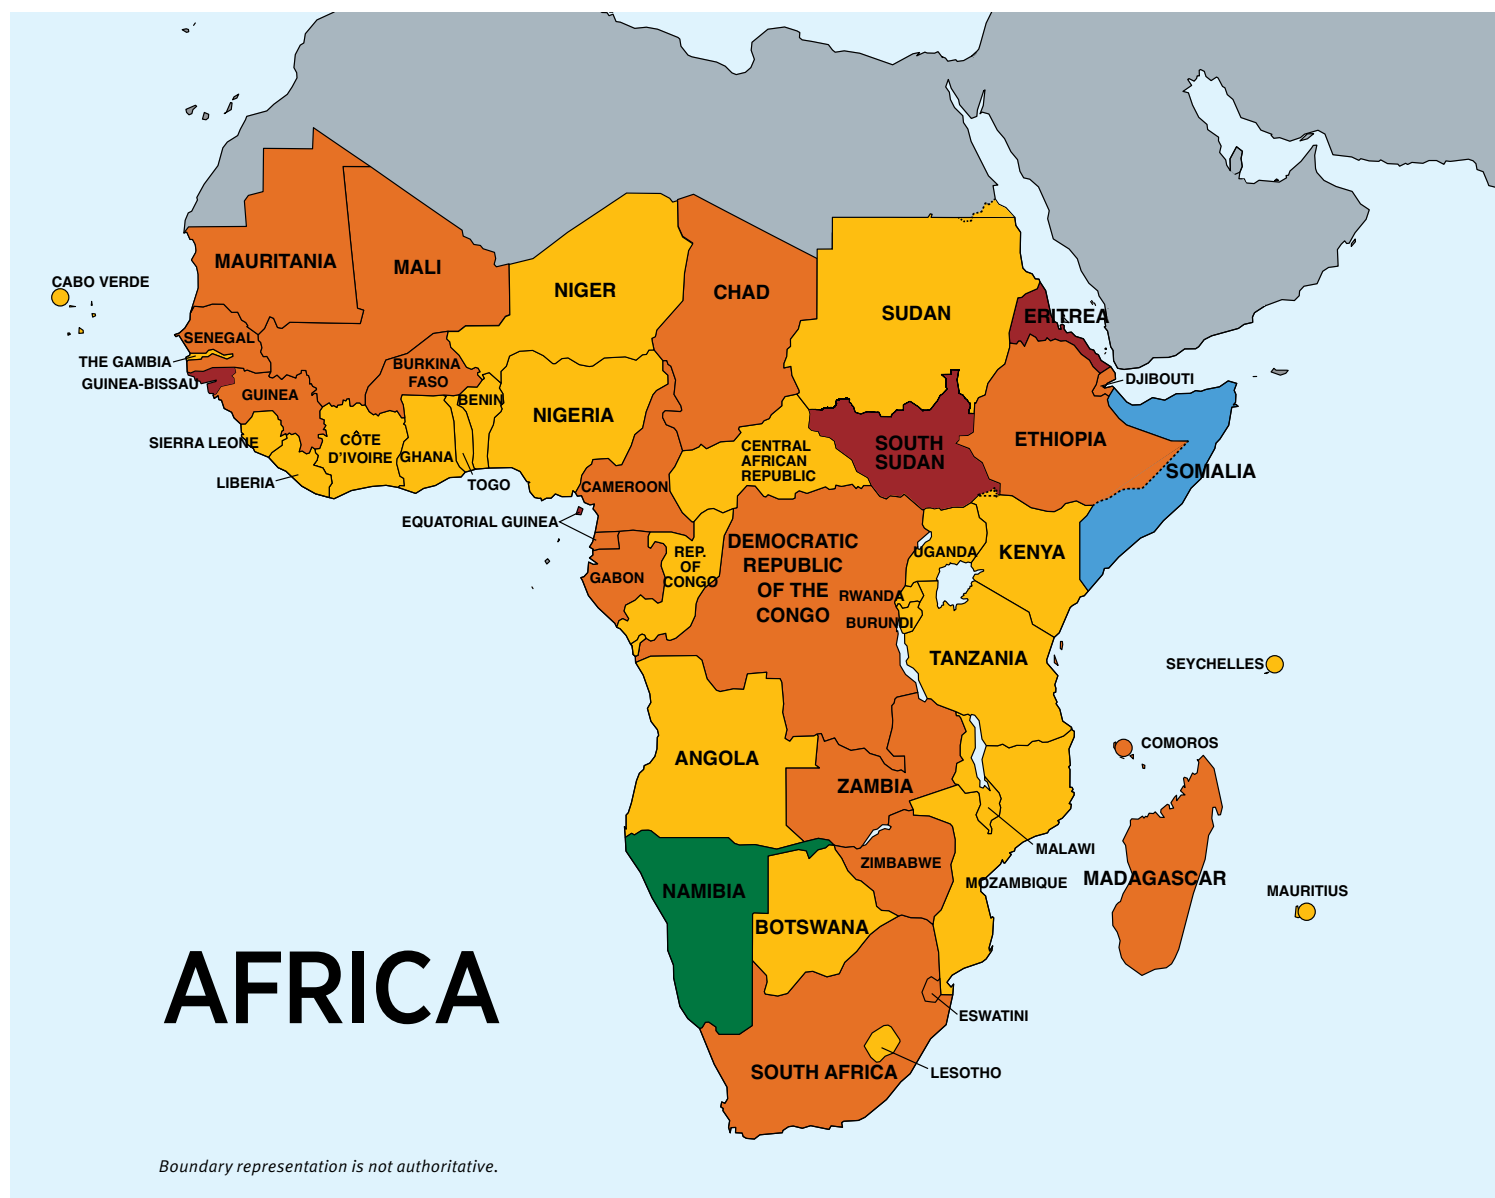 CABO VERDE
MAURITANIA
MALI
NIGER
CHAD
SUDAN
ERITREA
SENEGAL
THE GAMBIA
GUINEA-BISSAU
GUINEA
BURKINA
FASO
BENIN
NIGERIA
DJIBOUTI
SIERRA LEONE
CÔTE
D’IVOIRE
GHANA
LIBERIA
TOGO
CENTRAL
AFRICAN
REPUBLIC
SOUTH
SUDAN
ETHIOPIA
SOMALIA
CAMEROON
EQUATORIAL GUINEA
GABON
REP.
OF
CONGO
DEMOCRATIC
REPUBLIC
OF THE
CONGO
UGANDA
KENYA
RWANDA
BURUNDI
TANZANIA
SEYCHELLES
COMOROS
ANGOLA
ZAMBIA
MALAWI
ZIMBABWE
MOZAMBIQUE
MADAGASCAR
MAURITIUS
NAMIBIA
BOTSWANA
AFRICA
ESWATINI
SOUTH AFRICA
LESOTHO
Boundary representation is not authoritative.